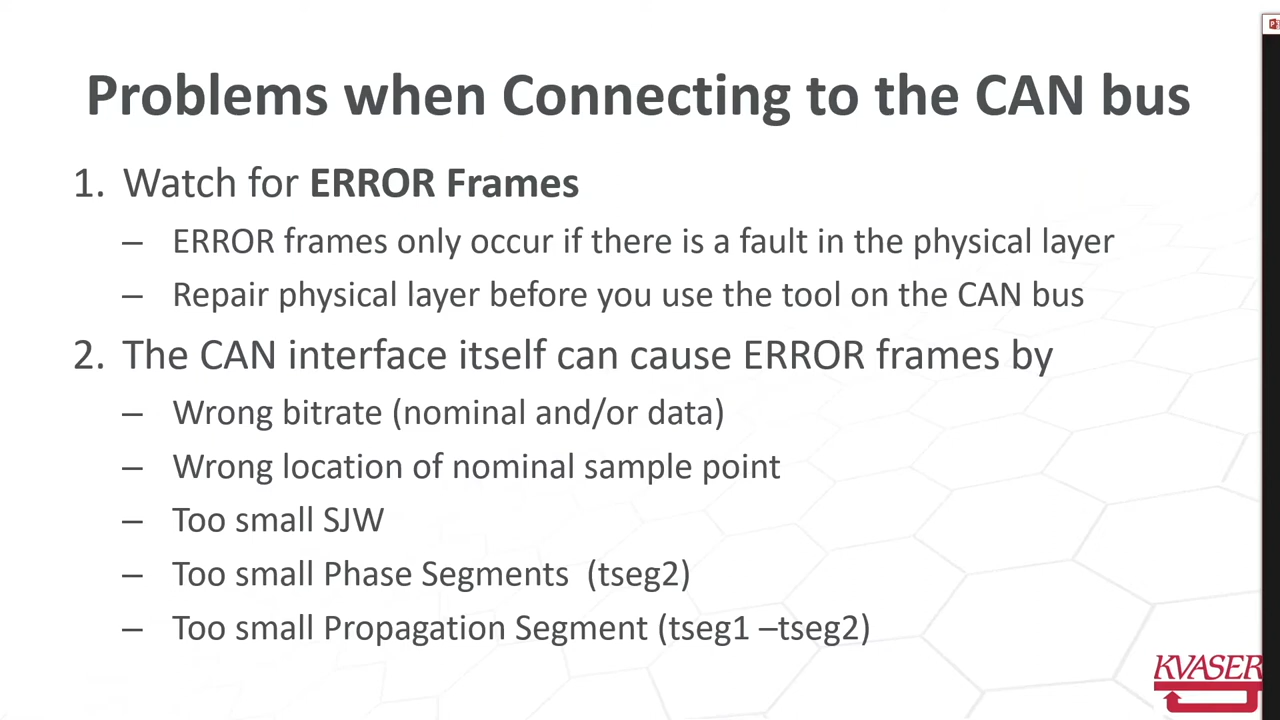 Problems when Connecting to the CAN bus
1. Watch for ERROR Frames
– ERROR frames only occur if there is a fault in the physical layer
– Repair physical layer before you use the tool on the CAN bus
2. The CAN interface itself can cause ERROR frames by
– Wrong bitrate (nominal and/or data)
– Wrong location of nominal sample point
– Too small SJW
– Too small Phase Segments (tseg2)
– Too small Propagation Segment (tseg1 –tseg2)
KVASER